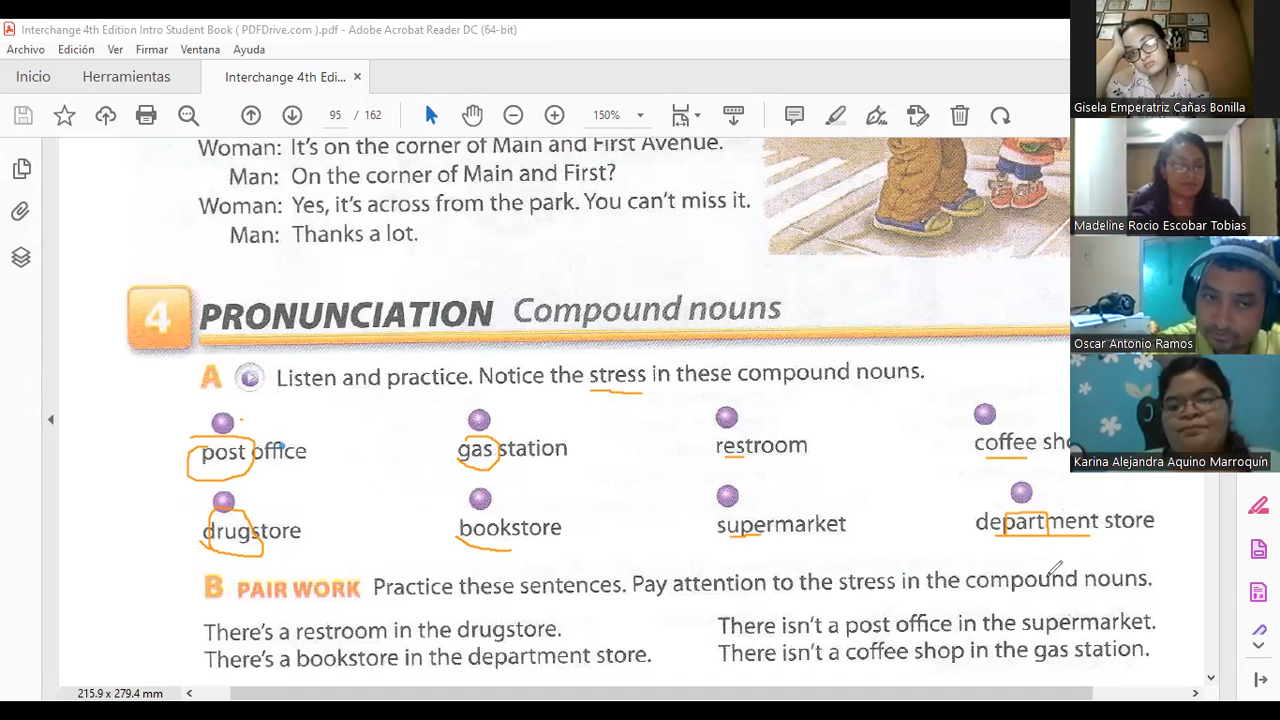 Interchange 4th Edition Intro Student Book ( PDFDrive.com ).pdf - Adobe Acrobat Reader DC (64-bit)
Archivo Edición Ver Firmar Ventana Ayuda
Inicio Herramientas Interchange 4th Edi... ×
95 / 162 150%
Woman: It's on the corner of Main and First Avenue.
Man: On the corner of Main and First?
Woman: Yes, it's across from the park. You can't miss it.
Man: Thanks a lot.
4 PRONUNCIATION Compound nouns
A Listen and practice. Notice the stress in these compound nouns.
post office gas station restroom coffee sho
drugstore bookstore supermarket department store
B PAIR WORK Practice these sentences. Pay attention to the stress in the compound nouns.
There's a restroom in the drugstore. There isn't a post office in the supermarket.
There's a bookstore in the department store. There isn't a coffee shop in the gas station.
215.9 x 279.4 mm
Gisela Emperatriz Cañas Bonilla
Madeline Rocio Escobar Tobias
Oscar Antonio Ramos
Karina Alejandra Aquino Marroquín